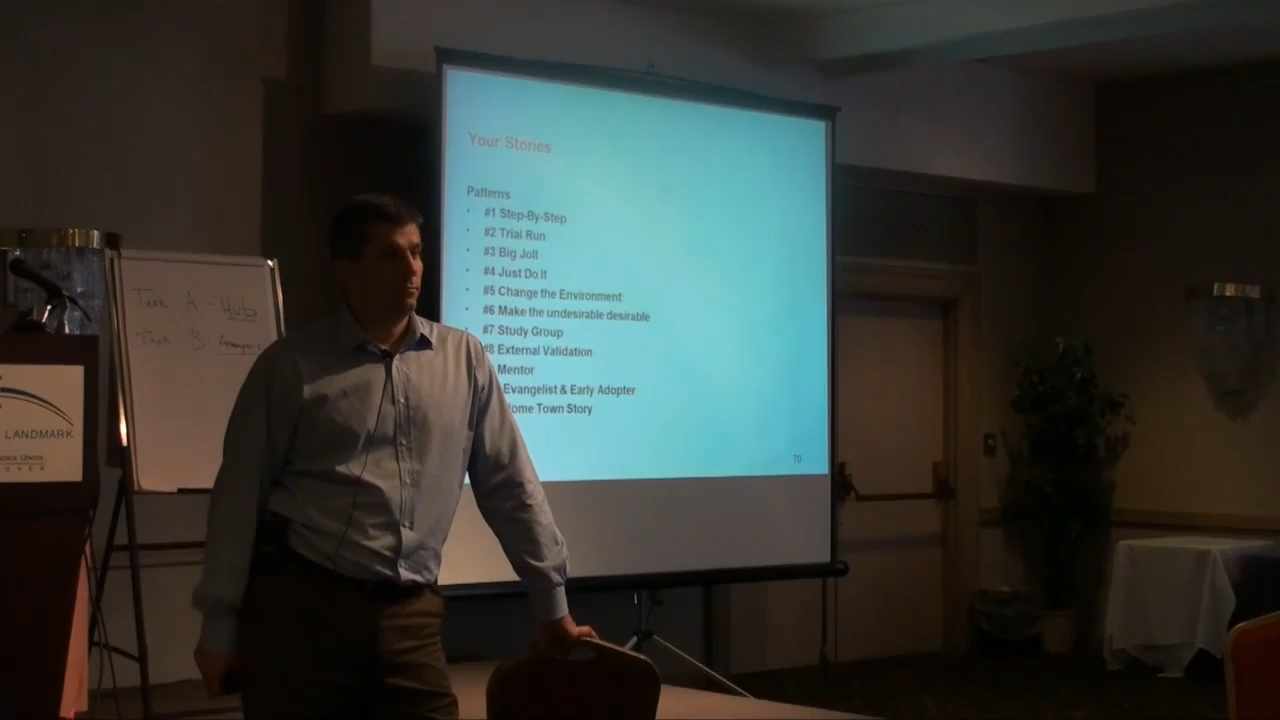 Your Stories
Patterns
#1 Step-By-Step
#2 Trial Run
#3 Big Jolt
#4 Just Do It
#5 Change the Environment
#6 Make the undesirable desirable
#7 Study Group
#8 External Validation
Mentor
Evangelist & Early Adopter
Home Town Story
70
Task A - Hub
Task B -
LANDMARK